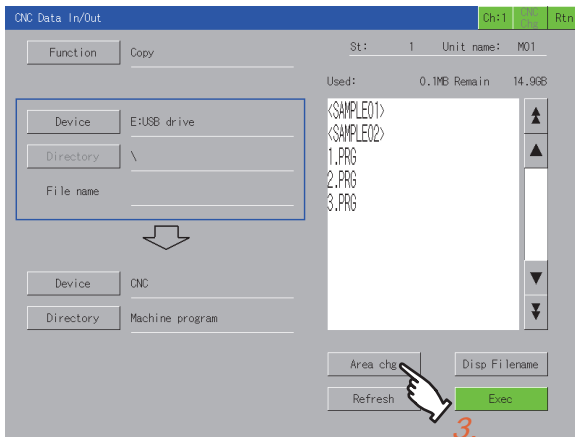 CNC Data In/Out Ch:1 CNC Chg Rtn
Function Copy
St: 1 Unit name: M01
Used: 0.1MB Remain 14.9GB
Device E:USB drive
Directory \
File name
Device CNC
Directory Machine program
<SAMPLE01>
<SAMPLE02>
1.PRG
2.PRG
3.PRG
Area chg
Disp Filename
Refresh
Exec
3.